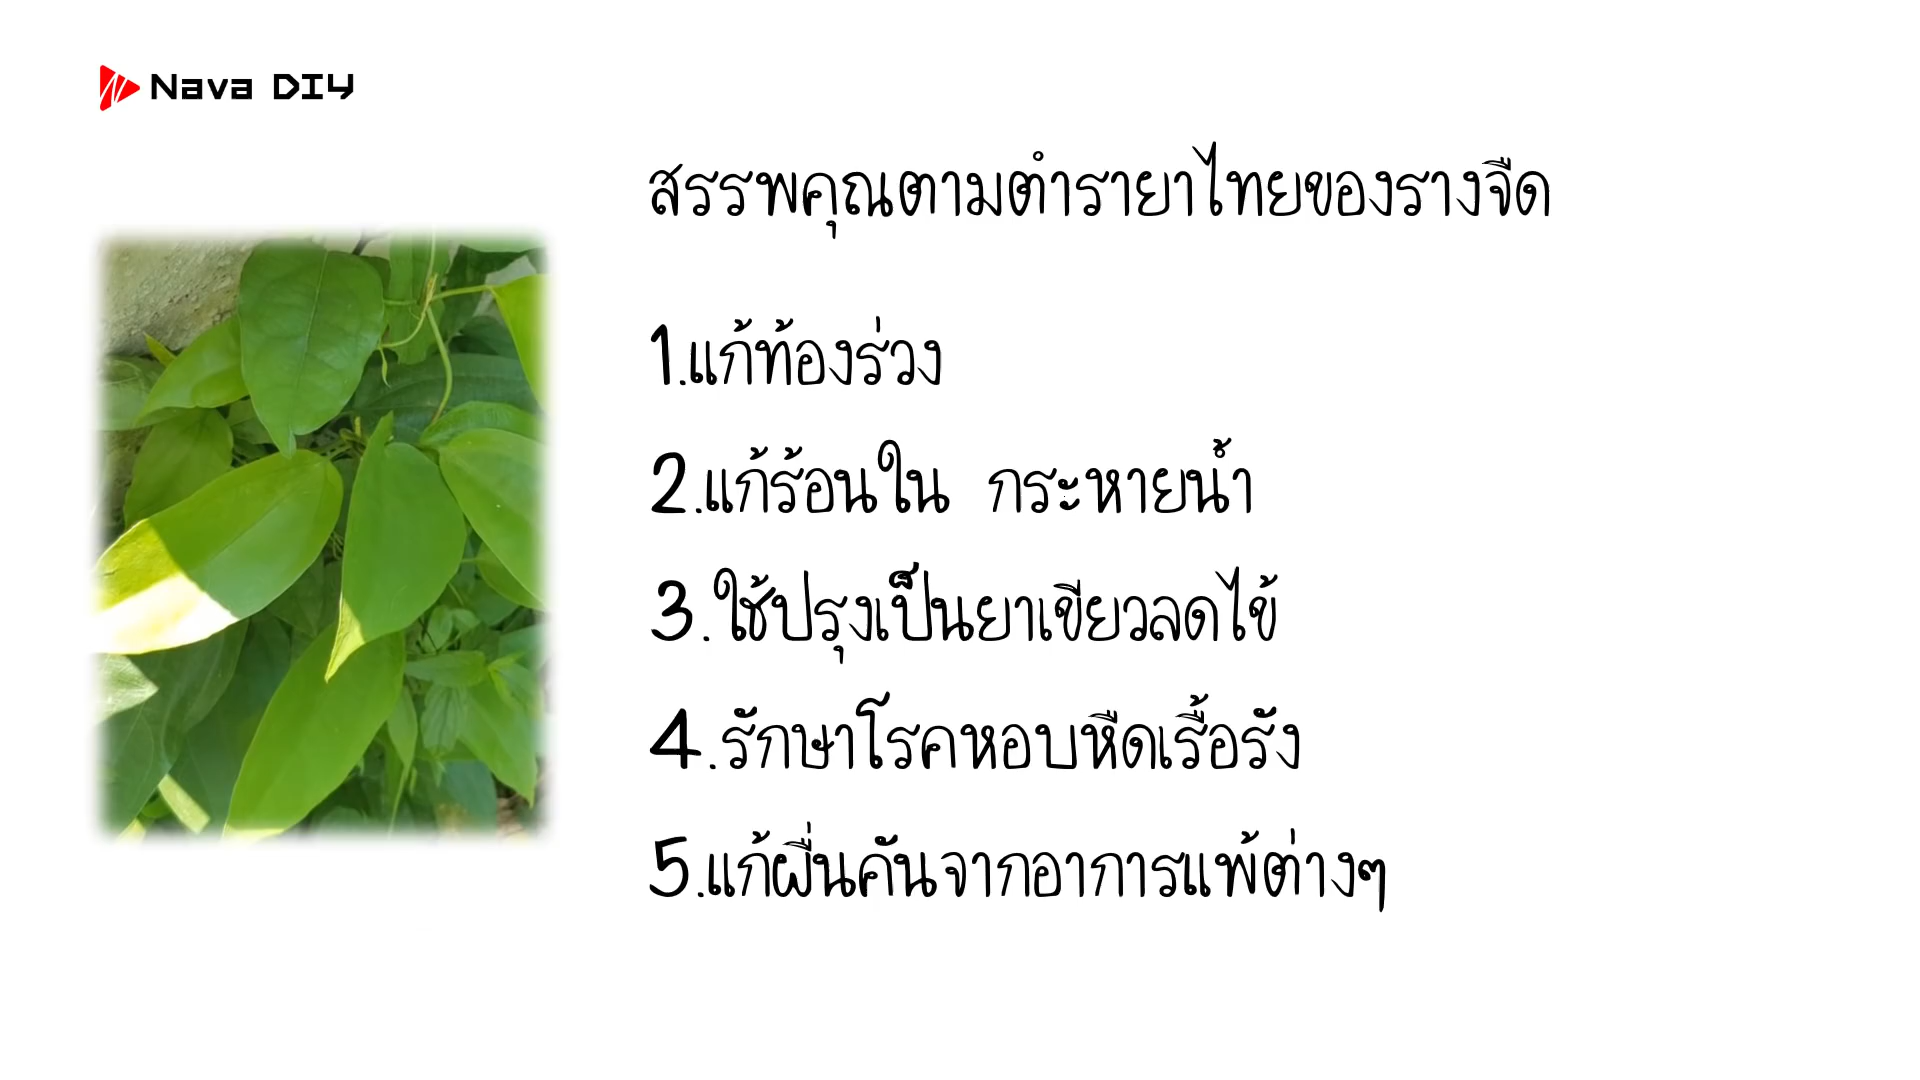 Nava DIY
สรรพคุณตามตำรายาไทยของรางจืด
1.แก้ท้องร่วง
2.แก้ร้อนใน กระหายน้ำ
3.ใช้ปรุงเป็นยาเขียวลดไข้
4.รักษาโรคหอบหืดเรื้อรัง
5.แก้ผื่นคันจากอาการแพ้ต่างๆ